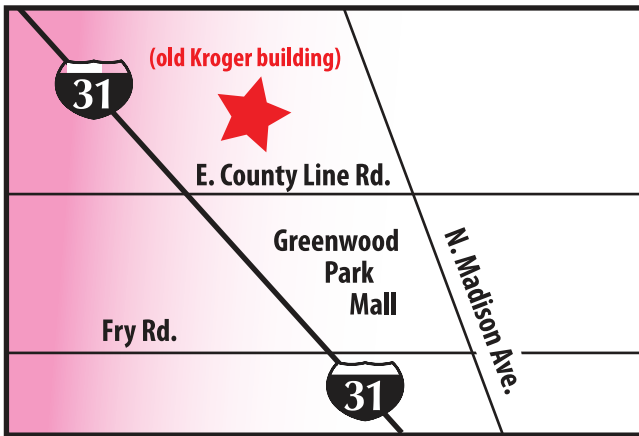 (old Kroger building)
31
E. County Line Rd.
Greenwood
Park
Mall
N. Madison Ave.
Fry Rd.
31